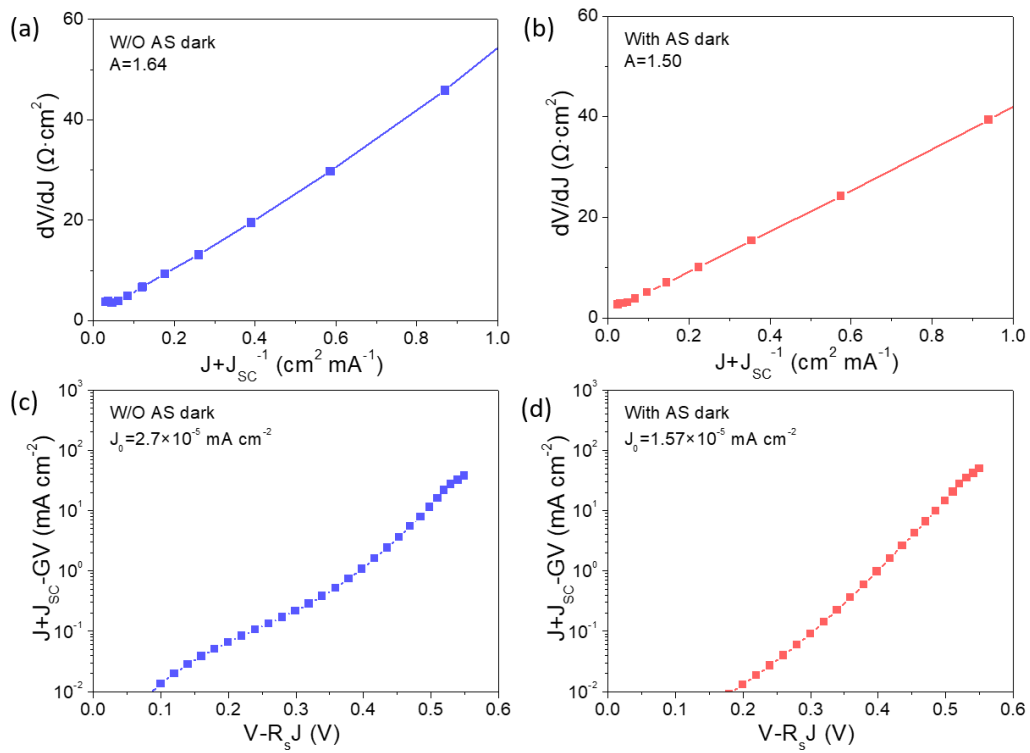 (a)
W/O AS dark
A=1.64
dV/dJ (Ω·cm²)
60
40
20
0
0.0 0.2 0.4 0.6 0.8 1.0
J+J_SC⁻¹ (cm² mA⁻¹)
(b)
With AS dark
A=1.50
dV/dJ (Ω·cm²)
60
40
20
0
0.0 0.2 0.4 0.6 0.8 1.0
J+J_SC⁻¹ (cm² mA⁻¹)
(c)
W/O AS dark
J₀=2.7×10⁻⁵ mA cm⁻²
J+J_SC-GV (mA cm⁻²)
10³
10²
10¹
10⁰
10⁻¹
10⁻²
0.0 0.1 0.2 0.3 0.4 0.5 0.6
V-RₛJ (V)
(d)
With AS dark
J₀=1.57×10⁻⁵ mA cm⁻²
J+J_SC-GV (mA cm⁻²)
10³
10²
10¹
10⁰
10⁻¹
10⁻²
0.0 0.1 0.2 0.3 0.4 0.5 0.6
V-RₛJ (V)